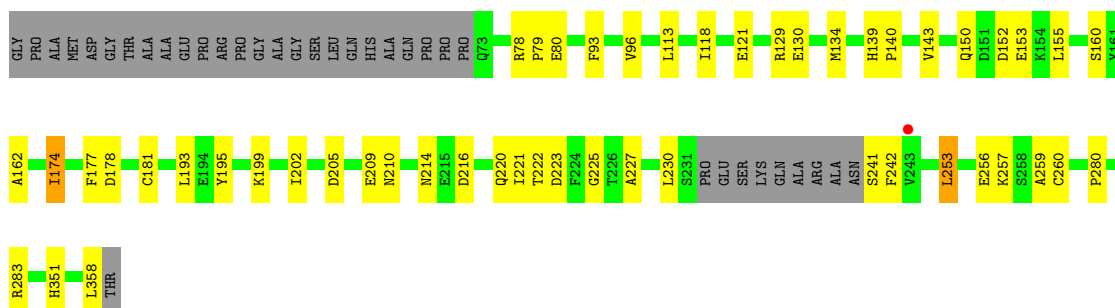 GLY PRO ALA MET ASP GLY THR ALA ALA GLU PRO ARG PRO GLY ALA GLY SER LEU GLN HIS ALA GLN PRO PRO PRO Q73 R78 P79 E80 F93 V96 L113 I118 E121 R129 E130 M134 H139 P140 V143 Q150 D151 D152 E153 K154 L155 S160 Y161
A162 I174 F177 D178 C181 L193 E194 Y195 K199 I202 D205 E209 N210 N214 E215 D216 Q220 I221 T222 D223 F224 G225 T226 A227 L230 S231 PRO GLU SER LYS GLN ALA ARG ALA ASN S241 F242 V243 L253 E256 K257 S258 A259 C260 P280
R283 H351 L358 THR